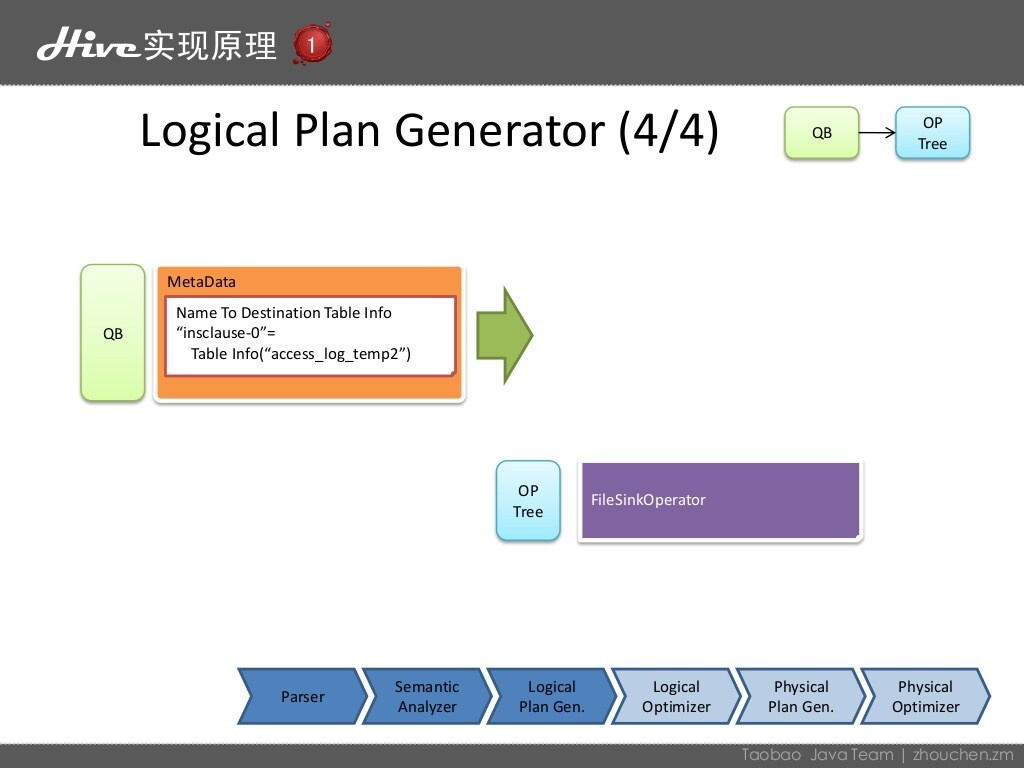 Hive实现原理 1
Logical Plan Generator (4/4)
QB
OP
Tree
QB
MetaData
Name To Destination Table Info
“insclause-0”=
Table Info(“access_log_temp2”)
OP
Tree
FileSinkOperator
Parser
Semantic
Analyzer
Logical
Plan Gen.
Logical
Optimizer
Physical
Plan Gen.
Physical
Optimizer
Taobao Java Team | zhouchen.zm